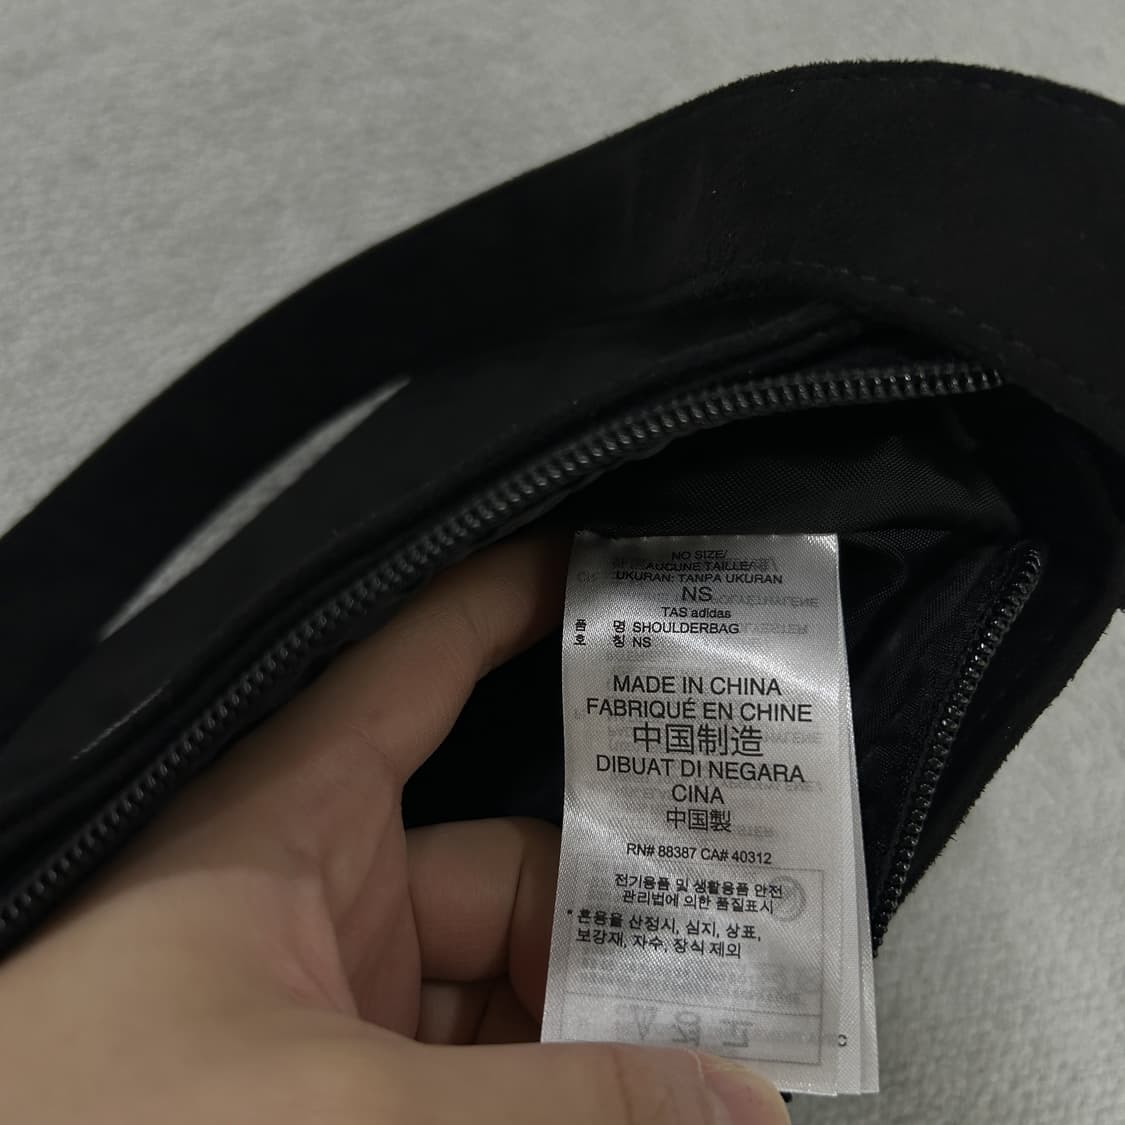 NO SIZE/
AUCUNE TAILLE/
UKURAN: TANPA UKURAN
NS
TAS adidas
품 명 SHOULDERBAG
호 칭 NS
MADE IN CHINA
FABRIQUÉ EN CHINE
中国制造
DIBUAT DI NEGARA
CINA
中国製
RN# 88387 CA# 40312
전기용품 및 생활용품 안전
관리법에 의한 품질표시
* 혼용율 산정시, 심지, 상표,
보강재, 자수, 장식 제외